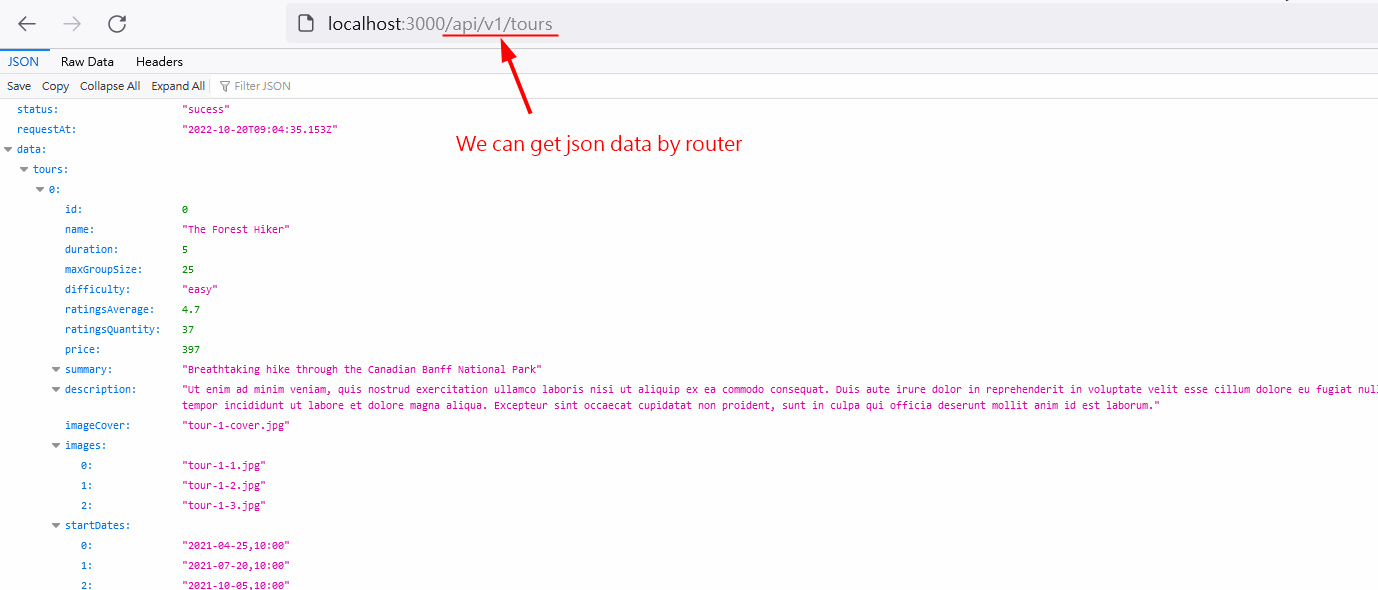 localhost:3000/api/v1/tours
JSON Raw Data Headers
Save Copy Collapse All Expand All Filter JSON
status: "sucess"
requestAt: "2022-10-20T09:04:35.153Z"
We can get json data by router
data:
tours:
0:
id: 0
name: "The Forest Hiker"
duration: 5
maxGroupSize: 25
difficulty: "easy"
ratingsAverage: 4.7
ratingsQuantity: 37
price: 397
summary: "Breathtaking hike through the Canadian Banff National Park"
description: "Ut enim ad minim veniam, quis nostrud exercitation ullamco laboris nisi ut aliquip ex ea commodo consequat. Duis aute irure dolor in reprehenderit in voluptate velit esse cillum dolore eu fugiat nul
tempor incididunt ut labore et dolore magna aliqua. Excepteur sint occaecat cupidatat non proident, sunt in culpa qui officia deserunt mollit anim id est laborum."
imageCover: "tour-1-cover.jpg"
images:
0: "tour-1-1.jpg"
1: "tour-1-2.jpg"
2: "tour-1-3.jpg"
startDates:
0: "2021-04-25,10:00"
1: "2021-07-20,10:00"
2: "2021-10-05,10:00"